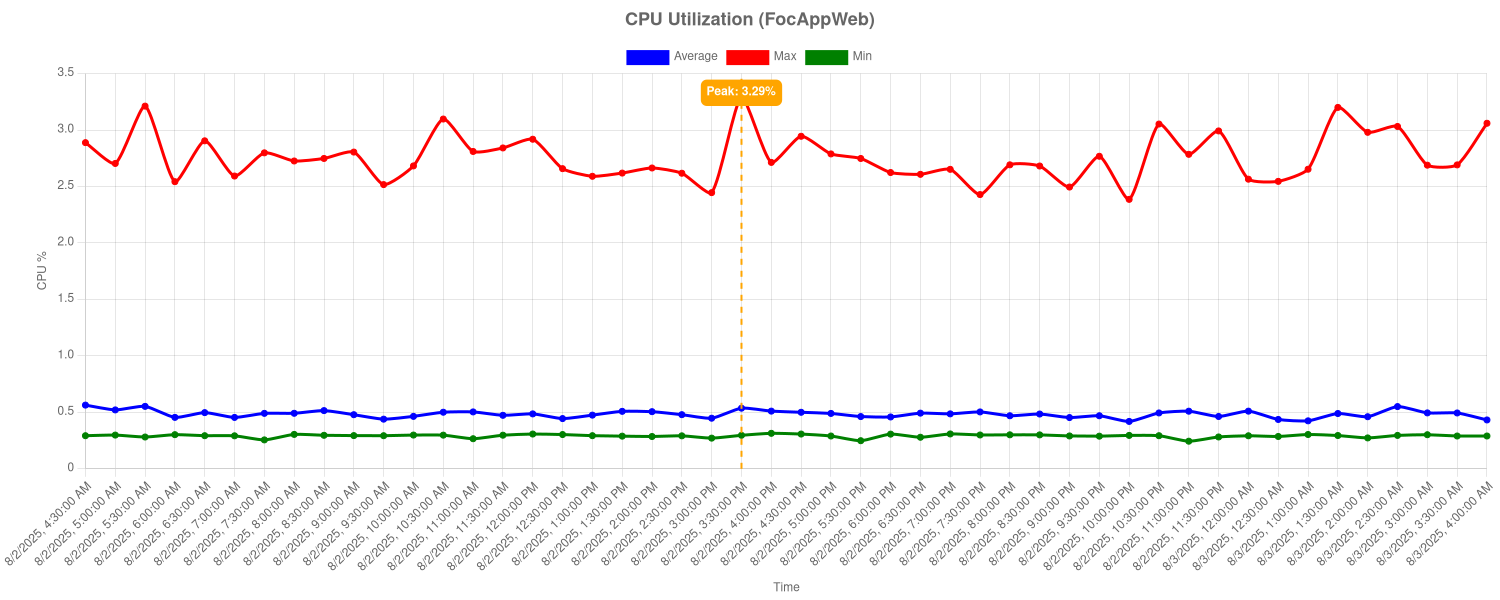 CPU Utilization (FocAppWeb)
Average Max Min
Peak: 3.29%
CPU %
3.5
3.0
2.5
2.0
1.5
1.0
0.5
0
8/2/2025, 4:30:00 AM
8/2/2025, 5:00:00 AM
8/2/2025, 5:30:00 AM
8/2/2025, 6:00:00 AM
8/2/2025, 6:30:00 AM
8/2/2025, 7:00:00 AM
8/2/2025, 7:30:00 AM
8/2/2025, 8:00:00 AM
8/2/2025, 8:30:00 AM
8/2/2025, 9:00:00 AM
8/2/2025, 9:30:00 AM
8/2/2025, 10:00:00 AM
8/2/2025, 10:30:00 AM
8/2/2025, 11:00:00 AM
8/2/2025, 11:30:00 AM
8/2/2025, 12:00:00 PM
8/2/2025, 12:30:00 PM
8/2/2025, 1:00:00 PM
8/2/2025, 1:30:00 PM
8/2/2025, 2:00:00 PM
8/2/2025, 2:30:00 PM
8/2/2025, 3:00:00 PM
8/2/2025, 3:30:00 PM
8/2/2025, 4:00:00 PM
8/2/2025, 4:30:00 PM
8/2/2025, 5:00:00 PM
8/2/2025, 5:30:00 PM
8/2/2025, 6:00:00 PM
8/2/2025, 6:30:00 PM
8/2/2025, 7:00:00 PM
8/2/2025, 7:30:00 PM
8/2/2025, 8:00:00 PM
8/2/2025, 8:30:00 PM
8/2/2025, 9:00:00 PM
8/2/2025, 9:30:00 PM
8/2/2025, 10:00:00 PM
8/2/2025, 10:30:00 PM
8/2/2025, 11:00:00 PM
8/2/2025, 11:30:00 PM
8/3/2025, 12:00:00 AM
8/3/2025, 12:30:00 AM
8/3/2025, 1:00:00 AM
8/3/2025, 1:30:00 AM
8/3/2025, 2:00:00 AM
8/3/2025, 2:30:00 AM
8/3/2025, 3:00:00 AM
8/3/2025, 3:30:00 AM
8/3/2025, 4:00:00 AM
Time